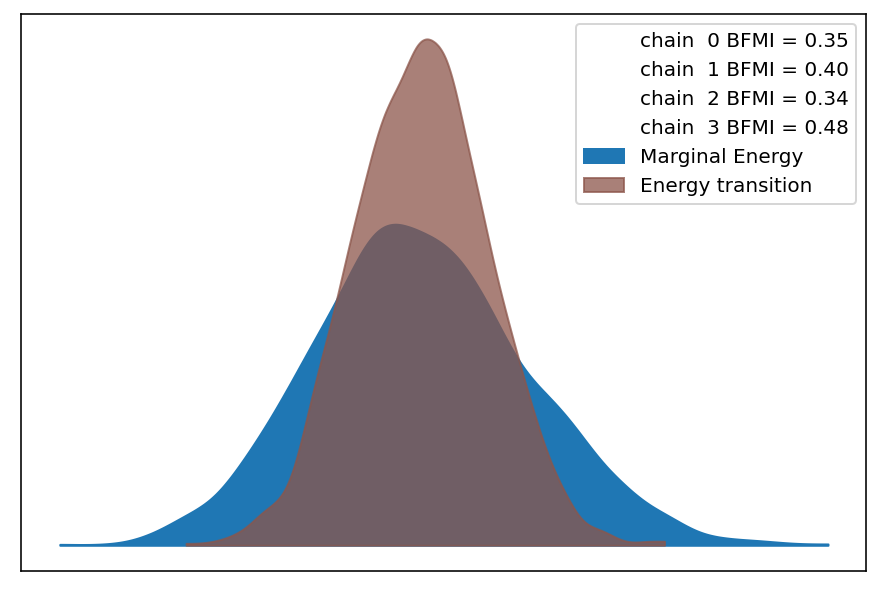 chain  0 BFMI = 0.35
chain  1 BFMI = 0.40
chain  2 BFMI = 0.34
chain  3 BFMI = 0.48
Marginal Energy
Energy transition